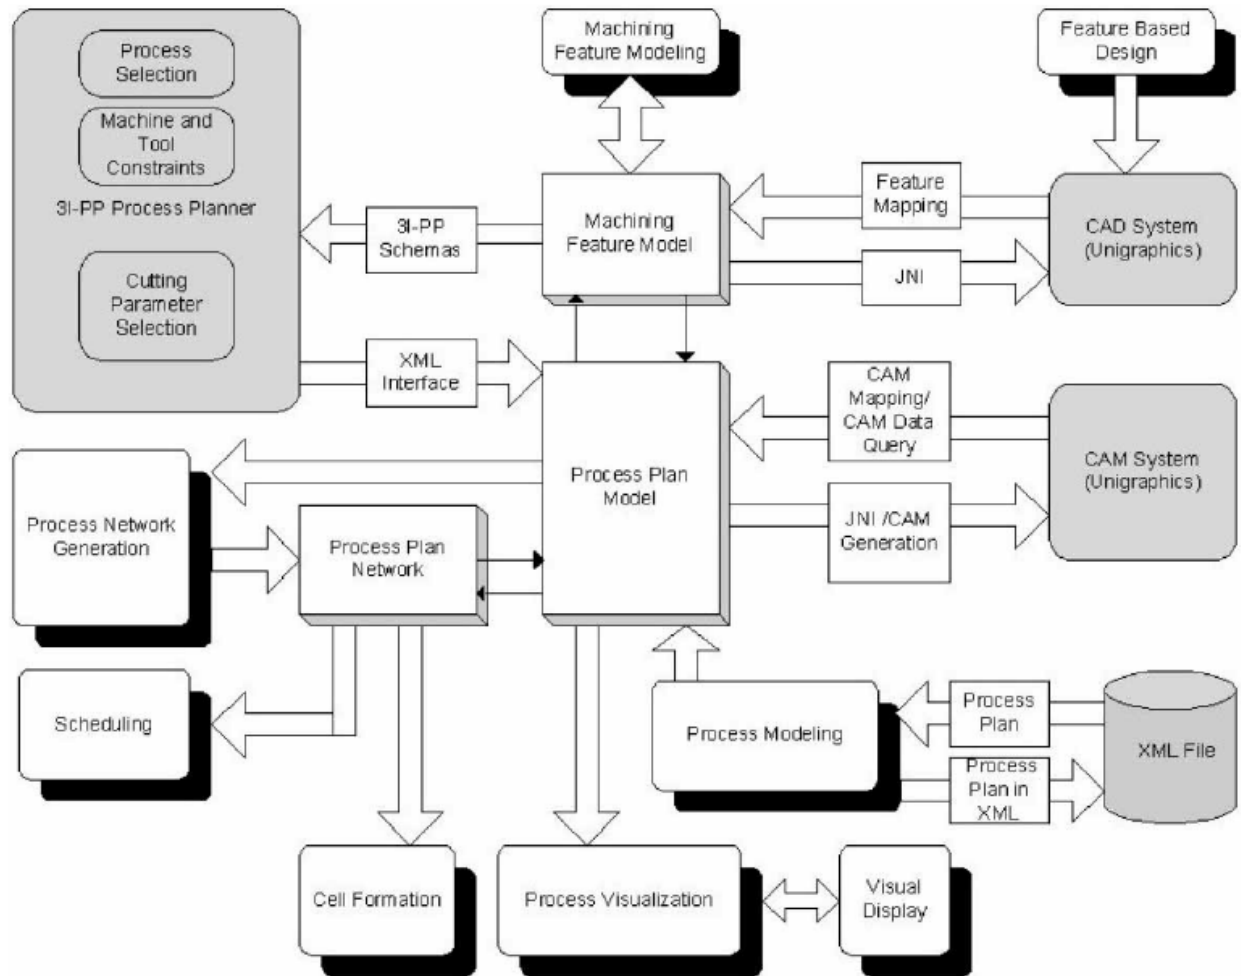 Process
Selection
Machine and
Tool
Constraints
3I-PP Process Planner
Cutting
Parameter
Selection
Machining
Feature Modeling
Feature Based
Design
3I-PP
Schemas
Machining
Feature Model
Feature
Mapping
JNI
CAD System
(Unigraphics)
XML
Interface
CAM
Mapping/
CAM Data
Query
Process Plan
Model
JNI /CAM
Generation
CAM System
(Unigraphics)
Process Network
Generation
Process Plan
Network
Scheduling
Process Modeling
Process
Plan
Process
Plan in
XML
XML File
Cell Formation
Process Visualization
Visual
Display